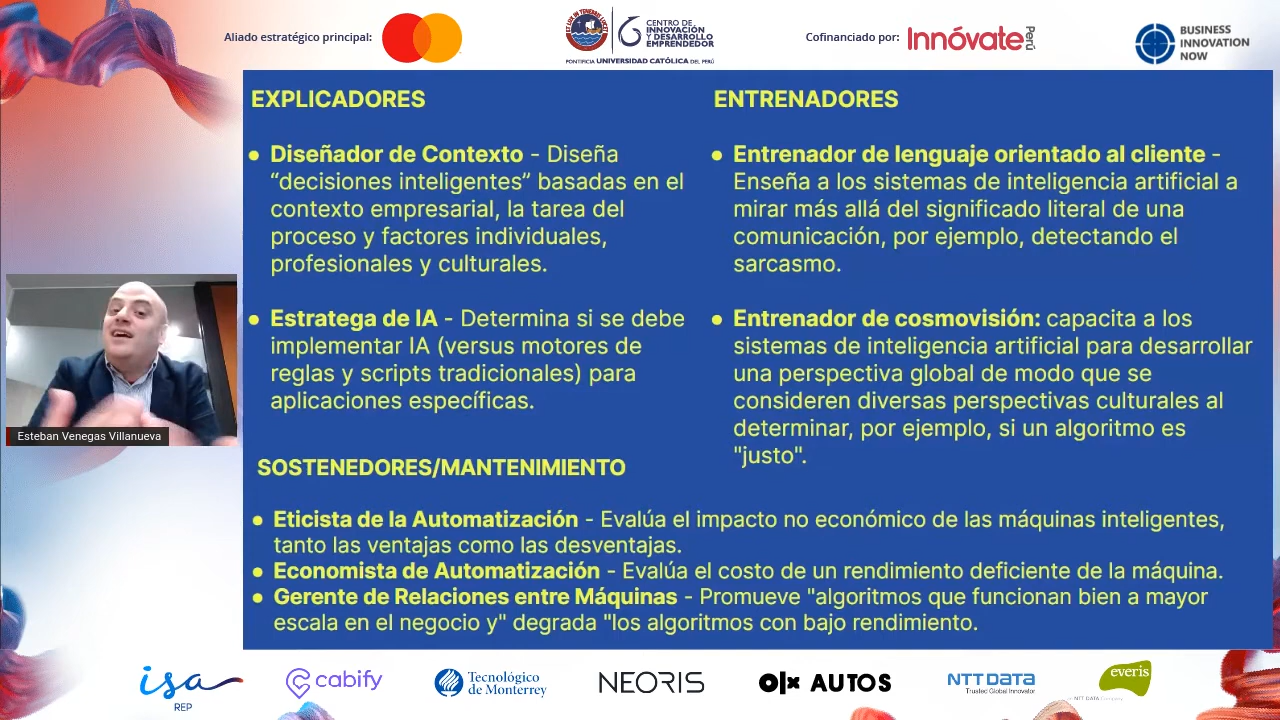 Aliado estratégico principal:
CENTRO DE
INNOVACIÓN
Y DESARROLLO
EMPRENDEDOR
PONTIFICIA UNIVERSIDAD CATÓLICA DEL PERÚ
Cofinanciado por:
Innóvate Perú
BUSINESS
INNOVATION
NOW
EXPLICADORES
● Diseñador de Contexto - Diseña
“decisiones inteligentes” basadas en el
contexto empresarial, la tarea del
proceso y factores individuales,
profesionales y culturales.
● Estratega de IA - Determina si se debe
implementar IA (versus motores de
reglas y scripts tradicionales) para
aplicaciones específicas.
ENTRENADORES
● Entrenador de lenguaje orientado al cliente -
Enseña a los sistemas de inteligencia artificial a
mirar más allá del significado literal de una
comunicación, por ejemplo, detectando el
sarcasmo.
● Entrenador de cosmovisión: capacita a los
sistemas de inteligencia artificial para desarrollar
una perspectiva global de modo que se
consideren diversas perspectivas culturales al
determinar, por ejemplo, si un algoritmo es
"justo".
SOSTENEDORES/MANTENIMIENTO
● Eticista de la Automatización - Evalúa el impacto no económico de las máquinas inteligentes,
tanto las ventajas como las desventajas.
● Economista de Automatización - Evalúa el costo de un rendimiento deficiente de la máquina.
● Gerente de Relaciones entre Máquinas - Promueve "algoritmos que funcionan bien a mayor
escala en el negocio y" degrada "los algoritmos con bajo rendimiento.
Esteban Venegas Villanueva
isa
REP
cabify
Tecnológico
de Monterrey
NEORIS
olx AUTOS
NTT DATA
Trusted Global Innovator
everis
an NTT DATA Company